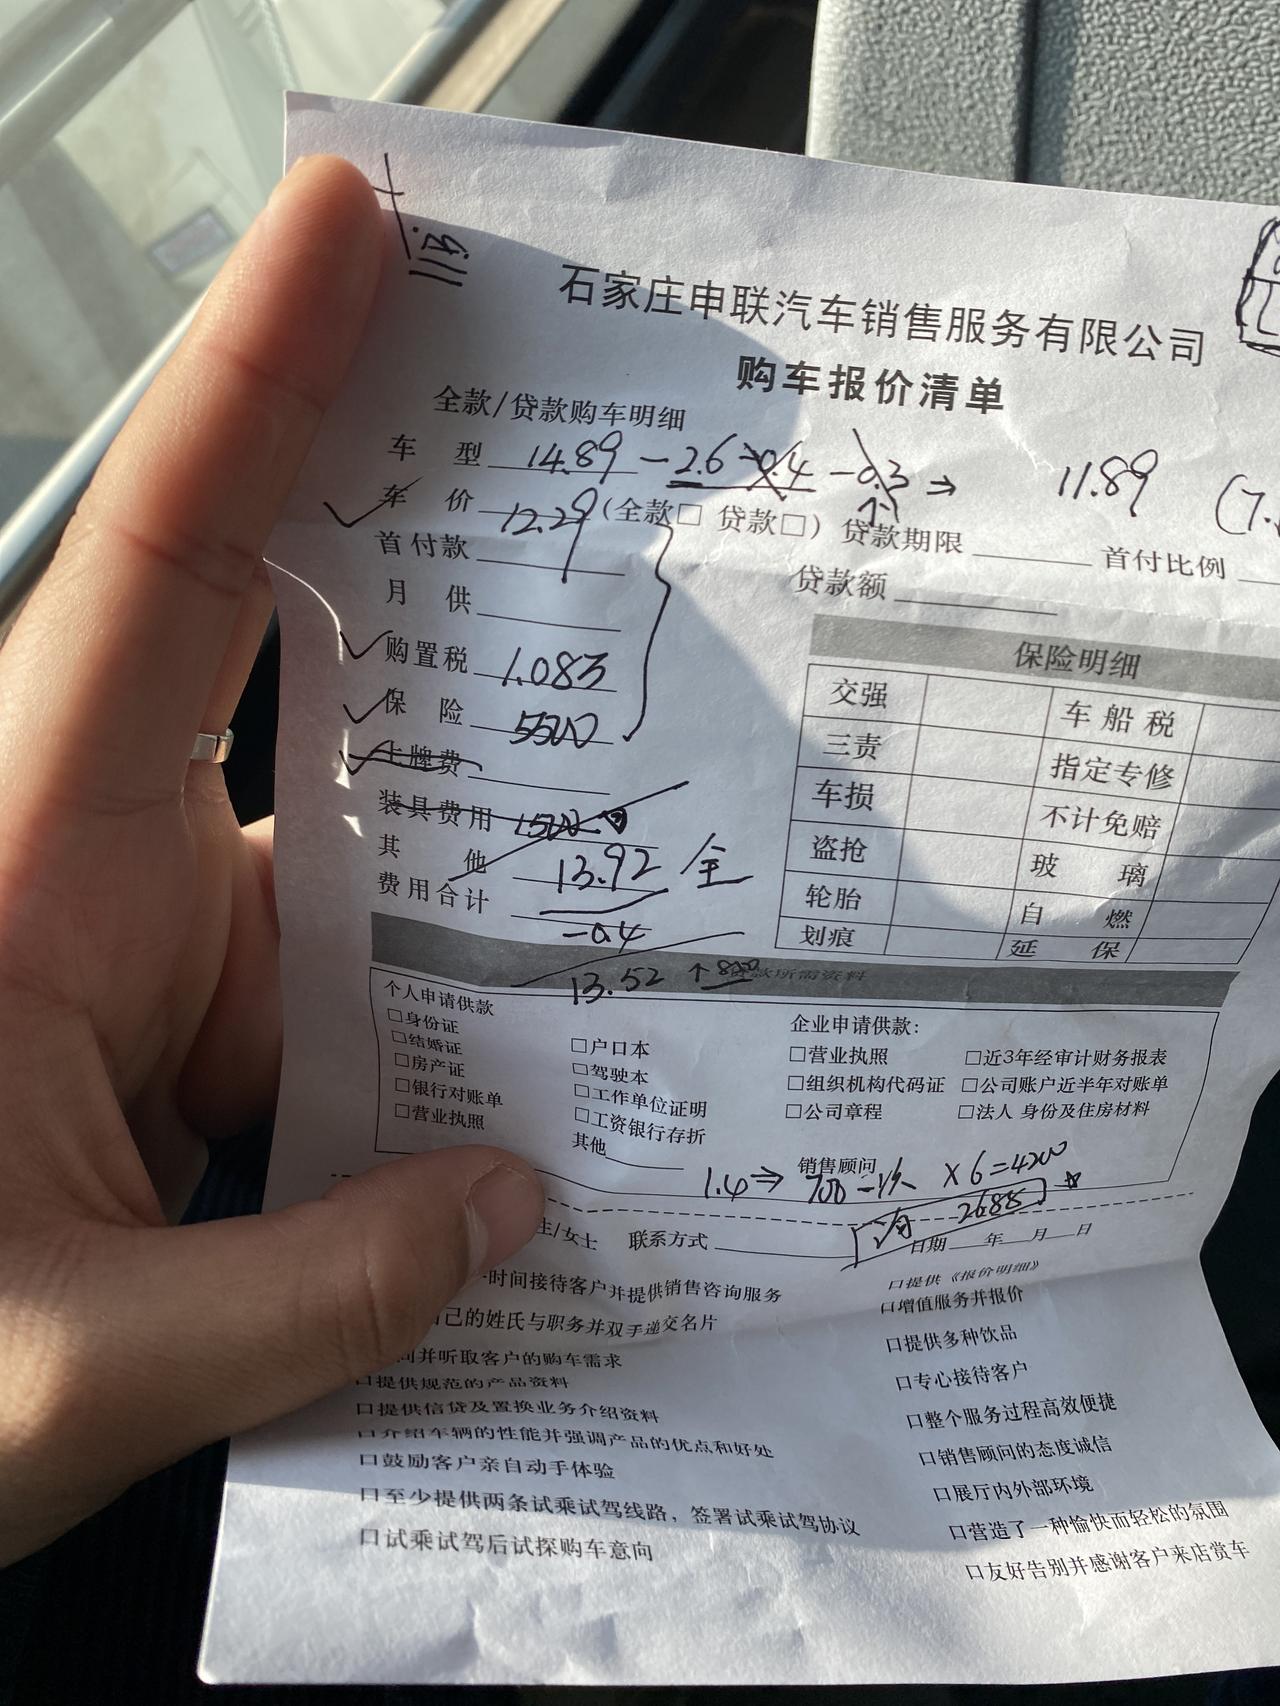 石家庄申联汽车销售服务有限公司
购车报价清单
全款/贷款购车明细
车 型 14.89 - 2.6 - 0.4 - 0.3 ⇒ 11.89 (7.
车 价 12.29 (全款□ 贷款□) 贷款期限 首付比例
首付款 贷款额
月 供
购置税 1.083
保 险 5500
上牌费
装具费用 1500
其 他 13.92 全
费用合计
-0.4
13.52 ↑ 800
保险明细
交强 车船税
三责 指定专修
车损 不计免赔
盗抢 玻 璃
轮胎 自 燃
划痕 延 保
款所需资料
个人申请供款
□身份证 □户口本
□结婚证 □驾驶本
□房产证 □工作单位证明
□银行对账单 □工资银行存折
□营业执照 其他
企业申请供款:
□营业执照 □近3年经审计财务报表
□组织机构代码证 □公司账户近半年对账单
□公司章程 □法人 身份及住房材料
销售顾问
1.4 ⇒ 700 一次 × 6 = 4200
2688
生/女士 联系方式 日期 年 月 日
一时间接待客户并提供销售咨询服务 □提供《报价明细》
己的姓氏与职务并双手递交名片 □增值服务并报价
问并听取客户的购车需求 □提供多种饮品
□提供规范的产品资料 □专心接待客户
□提供信贷及置换业务介绍资料 □整个服务过程高效便捷
□介绍车辆的性能并强调产品的优点和好处 □销售顾问的态度诚信
□鼓励客户亲自动手体验 □展厅内外部环境
□至少提供两条试乘试驾线路，签署试乘试驾协议 □营造了一种愉快而轻松的氛围
□试乘试驾后试探购车意向 □友好告别并感谢客户来店赏车